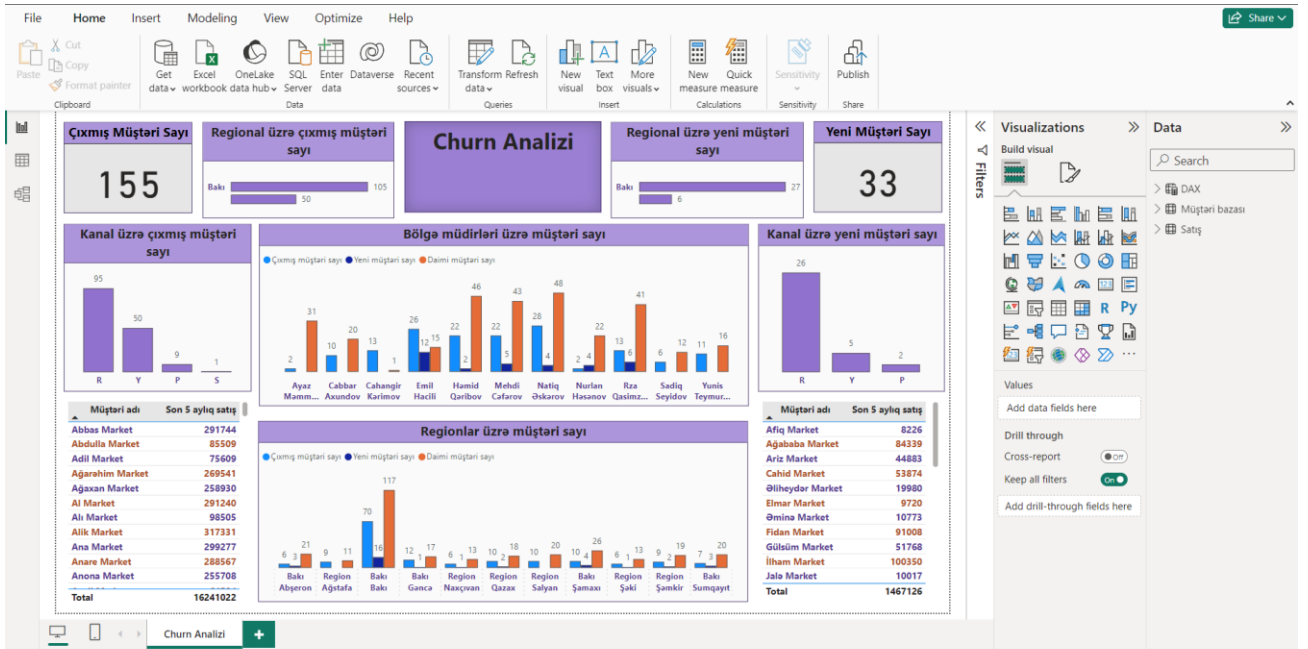 File Home Insert Modeling View Optimize Help Share
Paste
Cut
Copy
Format painter
Clipboard
Get data
Excel workbook
OneLake data hub
SQL Server
Enter data
Dataverse
Recent sources
Data
Transform data
Refresh
Queries
New visual
Text box
More visuals
Insert
New measure
Quick measure
Calculations
Sensitivity
Sensitivity
Publish
Share
Çıxmış Müştəri Sayı
155
Regional üzrə çıxmış müştəri
sayı
Bakı 105
50
Churn Analizi
Regional üzrə yeni müştəri
sayı
Bakı 27
6
Yeni Müştəri Sayı
33
Kanal üzrə çıxmış müştəri
sayı
95
50
9
1
R Y P S
Bölgə müdirləri üzrə müştəri sayı
Çıxmış müştəri sayı Yeni müştəri sayı Daimi müştəri sayı
2 31
10 20
13 1
26 12 15
22 2 46
22 5 43
28 4 48
2 4 22
13 6 41
6 12
11 16
Ayaz Cabbar Cahangir Emil Hamid Mehdi Natiq Nurlan Rza Sadiq Yunis
Məmm... Axundov Kərimov Hacili Qəribov Cəfərov Əskərov Həsənov Qasimz... Seyidov Teymur...
Kanal üzrə yeni müştəri sayı
26
5
2
R Y P
Müştəri adı Son 5 aylıq satış
Abbas Market 291744
Abdulla Market 85509
Adil Market 75609
Ağarəhim Market 269541
Ağaxan Market 258930
Al Market 291240
Alı Market 98505
Alik Market 317331
Ana Market 299277
Anare Market 288567
Anona Market 255708
Total 16241022
Regionlar üzrə müştəri sayı
Çıxmış müştəri sayı Yeni müştəri sayı Daimi müştəri sayı
6 3 21
9 11
70 16 117
12 1 17
6 1 13
10 2 18
10 20
10 4 26
6 1 13
9 2 19
7 3 20
Bakı Region Bakı Bakı Region Region Region Bakı Region Region Bakı
Abşeron Ağstafa Bakı Gəncə Naxçıvan Qazax Salyan Şamaxı Şəki Şəmkir Sumqayıt
Müştəri adı Son 5 aylıq satış
Afiq Market 8226
Ağababa Market 84339
Ariz Market 44883
Cahid Market 53874
Əliheydər Market 19980
Elmar Market 9720
Əminə Market 10773
Fidan Market 91008
Gülsüm Market 51768
İlham Market 100350
Jalə Market 10017
Total 1467126
Filters
Visualizations
Build visual
R Py
123
Values
Add data fields here
Drill through
Cross-report Off
Keep all filters On
Add drill-through fields here
Data
Search
DAX
Müştəri bazası
Satış
Churn Analizi